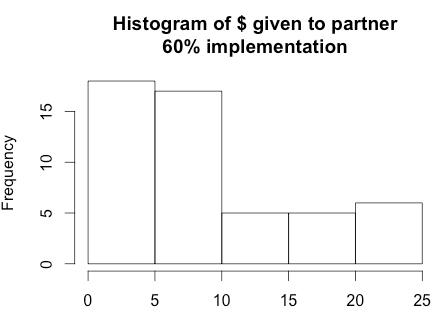 Histogram of $ given to partner
60% implementation
Frequency
15
10
5
0
0 5 10 15 20 25